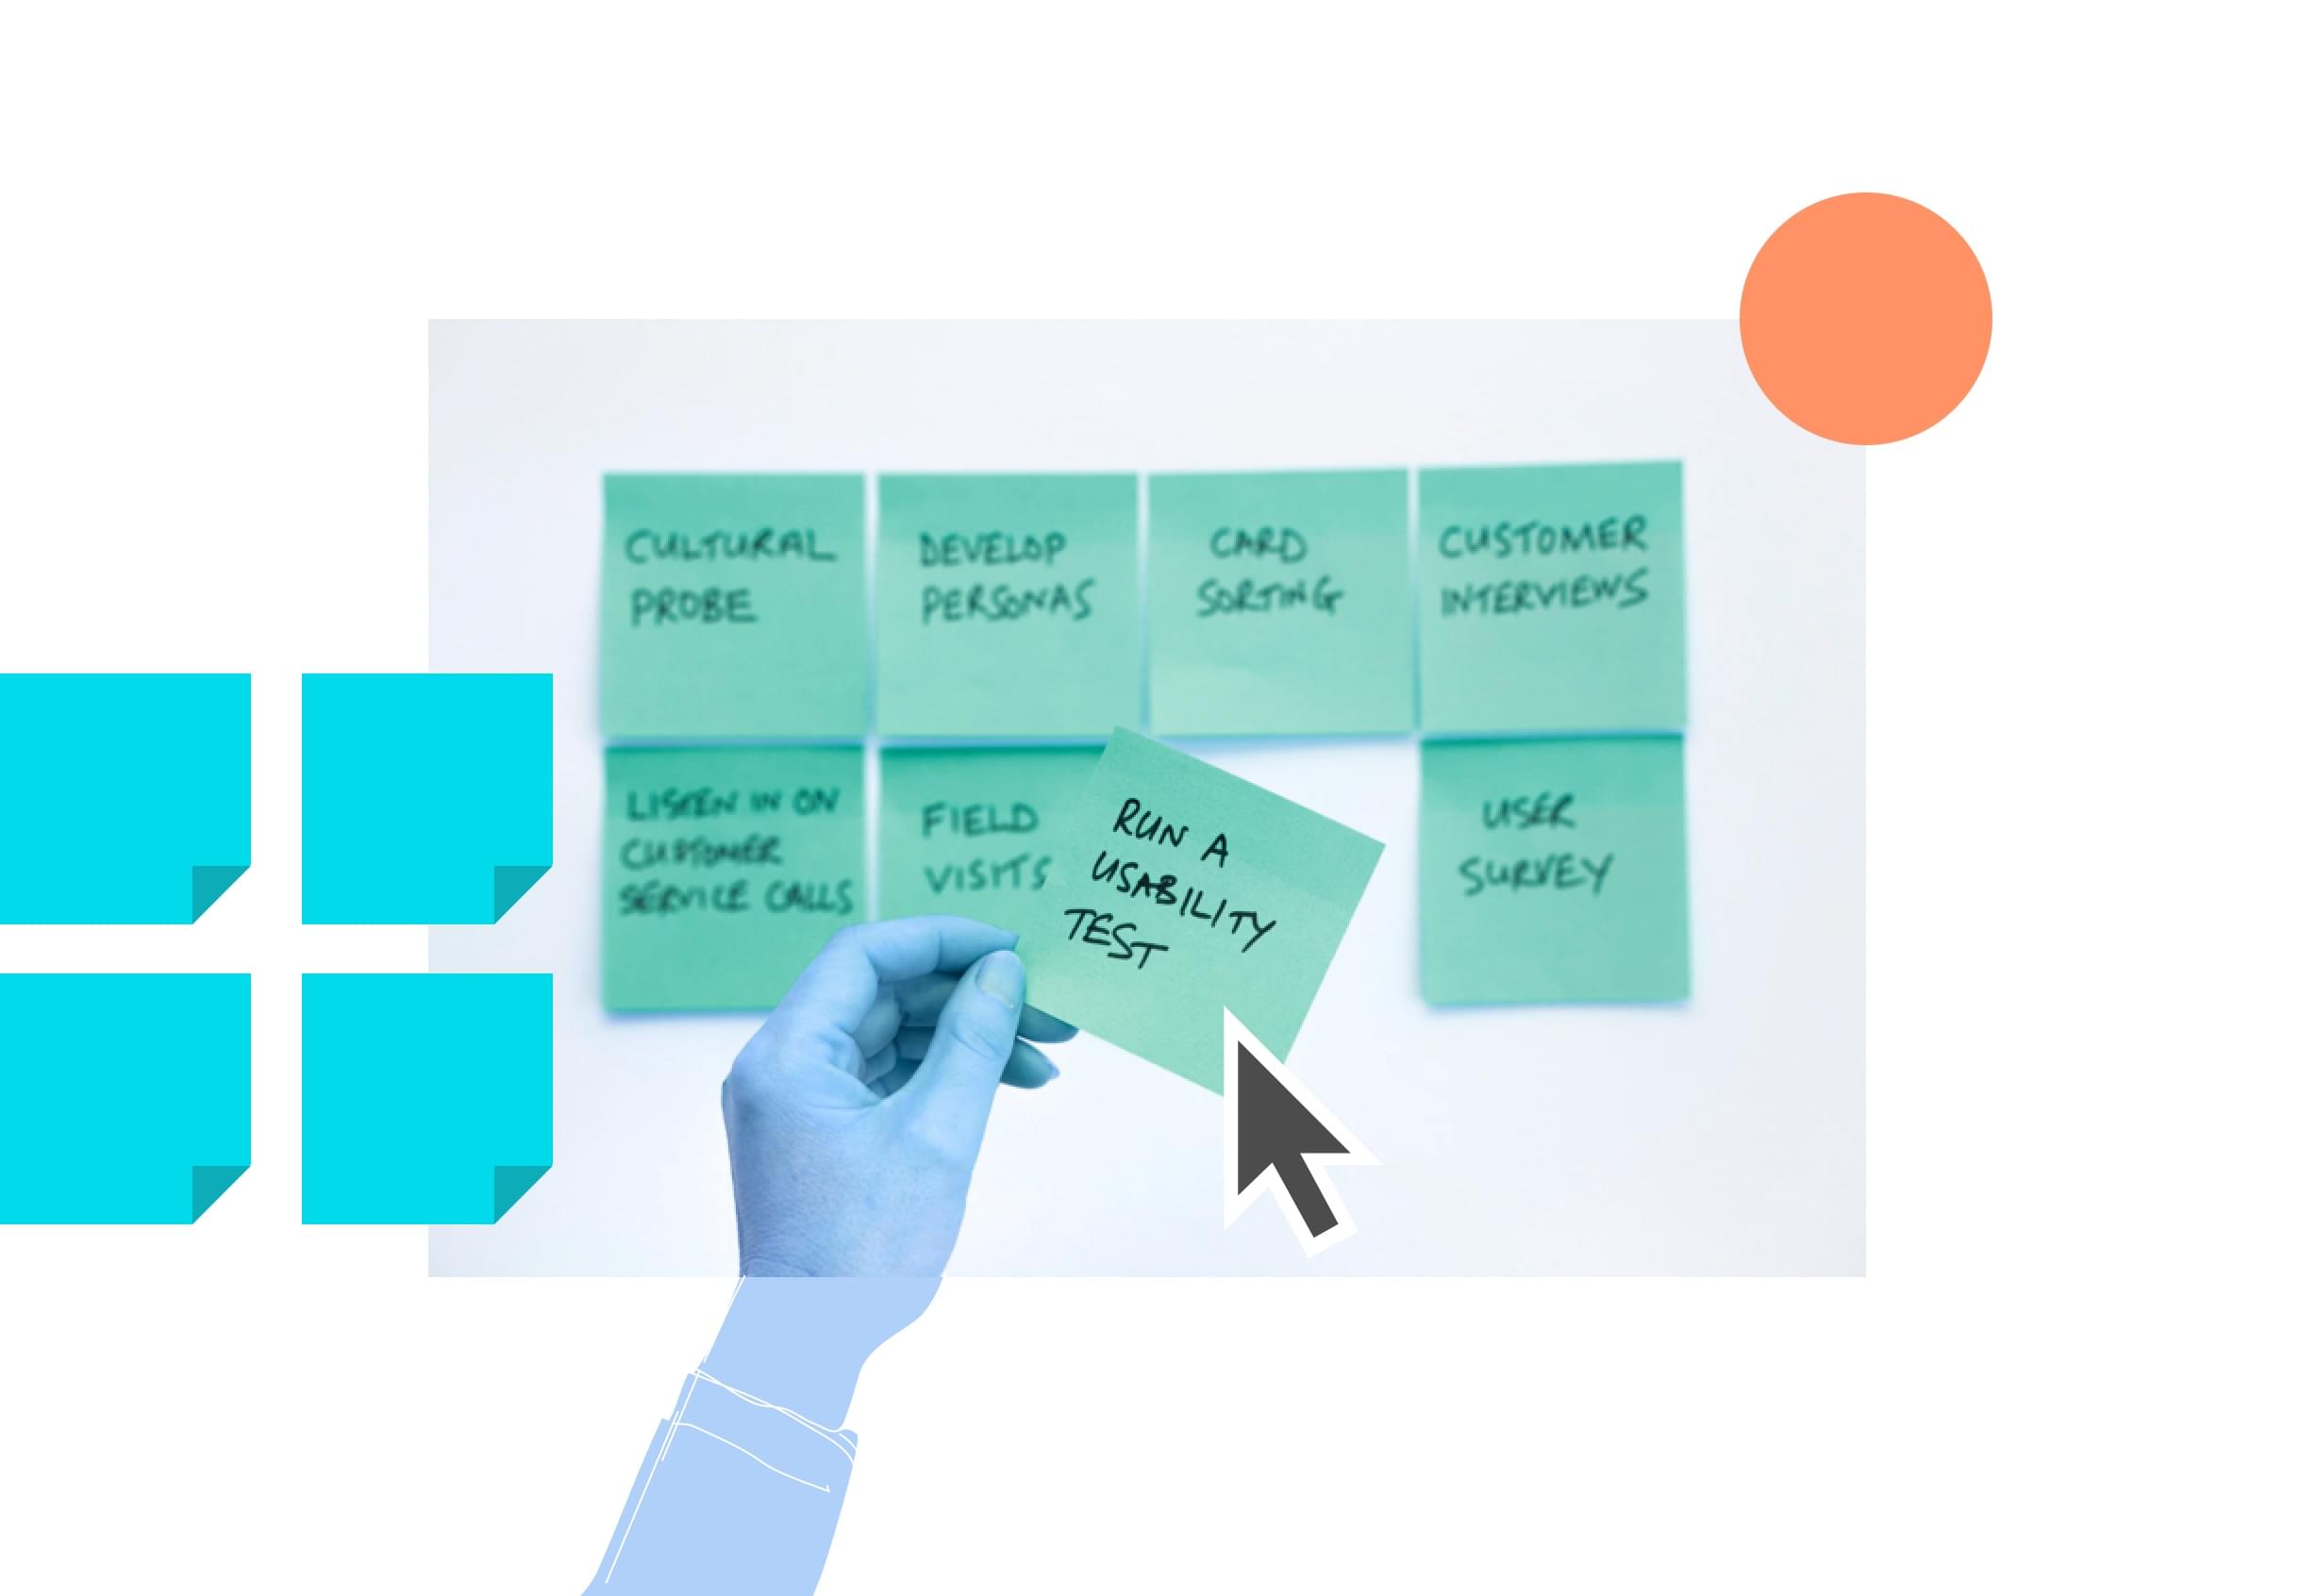 CULTURAL
PROBE
DEVELOP
PERSONAS
CARD
SORTING
CUSTOMER
INTERVIEWS
LISTEN IN ON
CUSTOMER
SERVICE CALLS
FIELD
VISITS
RUN A
USABILITY
TEST
USER
SURVEY